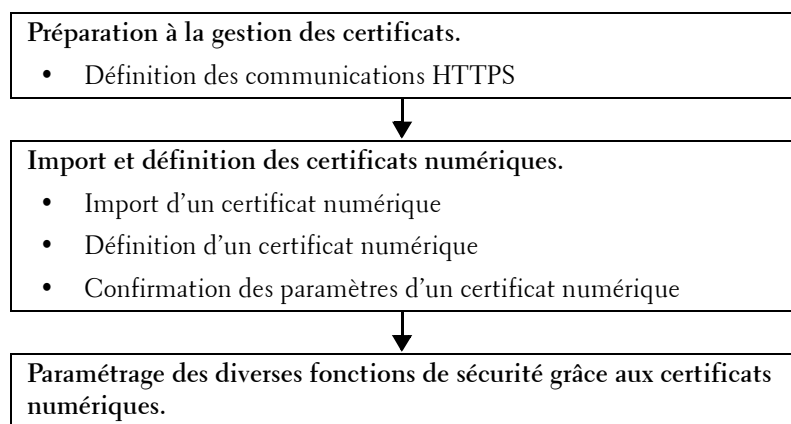 Préparation à la gestion des certificats.
• Définition des communications HTTPS
Import et définition des certificats numériques.
• Import d’un certificat numérique
• Définition d’un certificat numérique
• Confirmation des paramètres d’un certificat numérique
Paramétrage des diverses fonctions de sécurité grâce aux certificats
numériques.